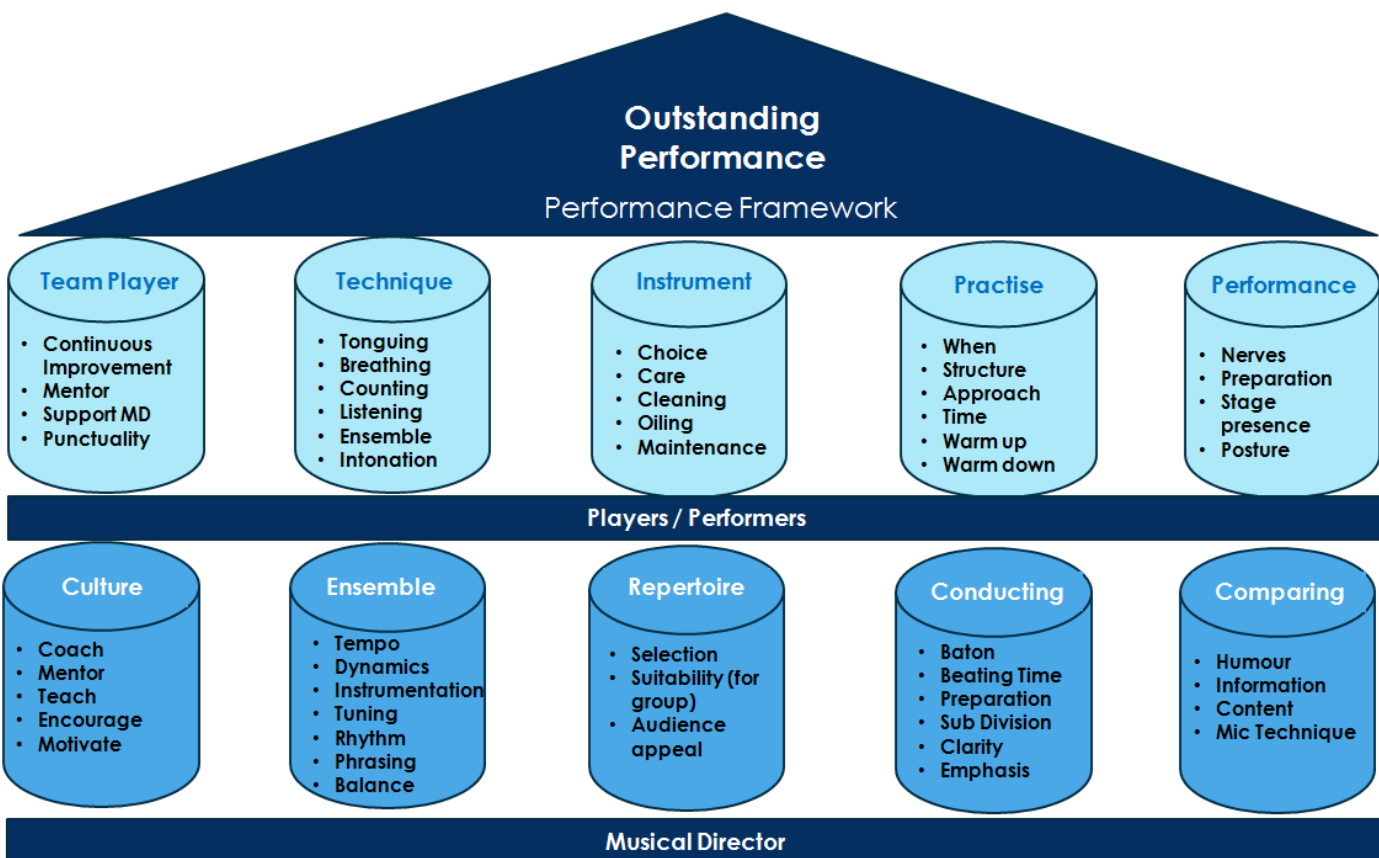 Outstanding
Performance
Performance Framework
Team Player
• Continuous
Improvement
• Mentor
• Support MD
• Punctuality
Technique
• Tonguing
• Breathing
• Counting
• Listening
• Ensemble
• Intonation
Instrument
• Choice
• Care
• Cleaning
• Oiling
• Maintenance
Practise
• When
• Structure
• Approach
• Time
• Warm up
• Warm down
Performance
• Nerves
• Preparation
• Stage
presence
• Posture
Players / Performers
Culture
• Coach
• Mentor
• Teach
• Encourage
• Motivate
Ensemble
• Tempo
• Dynamics
• Instrumentation
• Tuning
• Rhythm
• Phrasing
• Balance
Repertoire
• Selection
• Suitability (for
group)
• Audience
appeal
Conducting
• Baton
• Beating Time
• Preparation
• Sub Division
• Clarity
• Emphasis
Comparing
• Humour
• Information
• Content
• Mic Technique
Musical Director